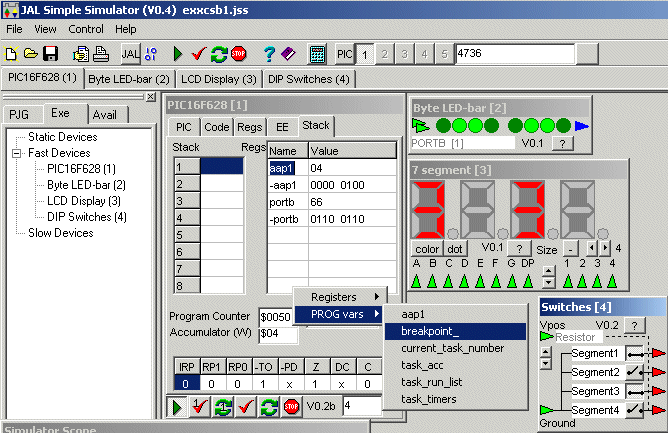 JAL Simple Simulator (V0.4) exxcsb1.jss
File View Control Help
JAL PIC 1 2 3 4 5 4736
PIC16F628 (1) Byte LED-bar (2) LCD Display (3) DIP Switches (4)
PJG Exe Avail
Static Devices
Fast Devices
PIC16F628 (1)
Byte LED-bar (2)
LCD Display (3)
DIP Switches (4)
Slow Devices
PIC16F628 [1]
PIC Code Regs EE Stack
Stack Regs
1
2
3
4
5
6
7
8
Name Value
aap1 04
-aap1 0000 0100
portb 66
-portb 0110 0110
Program Counter $0050
Accumulator (W) $04
IRP RP1 RP0 -TO -PD Z DC C
0 0 0 1 x 1 x 0
V0.2b 4
Registers
PROG vars
aap1
breakpoint_
current_task_number
task_acc
task_run_list
task_timers
Byte LED-bar [2]
PORTB [1] V0.1 ?
7 segment [3]
color dot V0.1 ? Size - 4
A B C D E F G DP 1 2 3 4
Switches [4]
Vpos V0.2 ?
Resistor
Segment1
Segment2
Segment3
Segment4
Ground
Simulator Scope